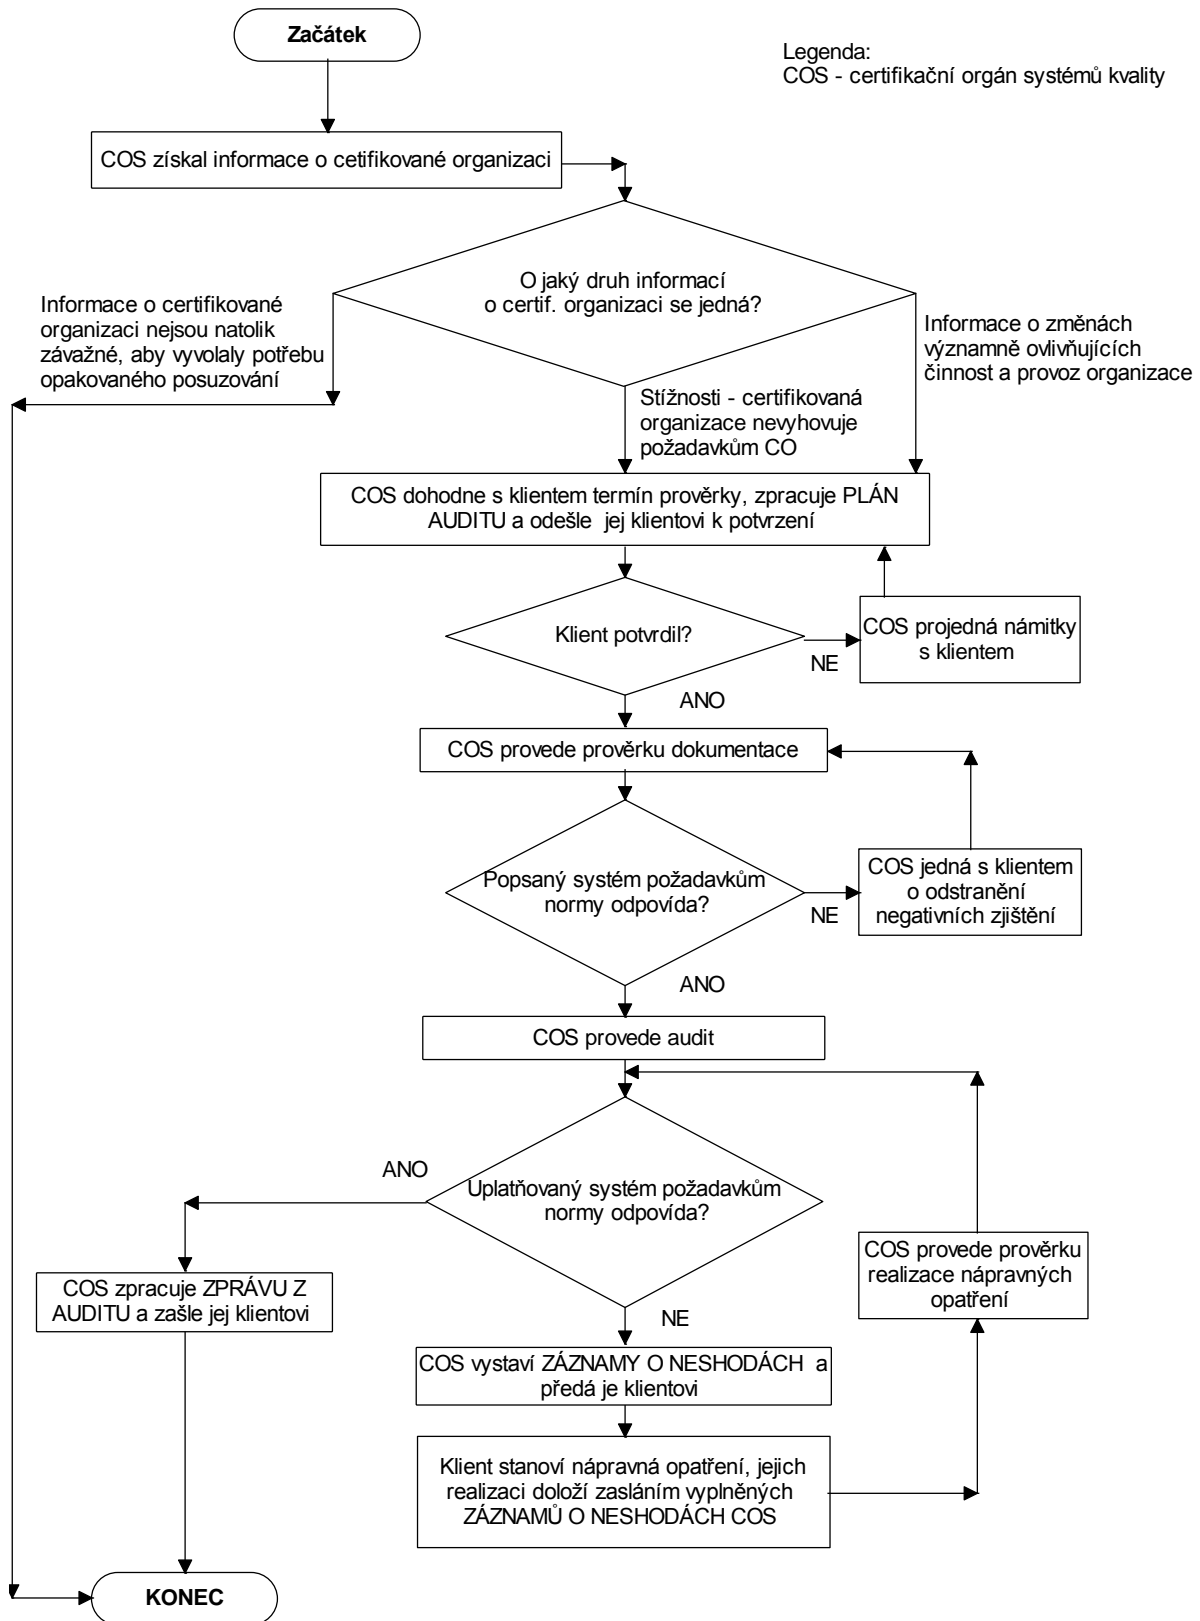 Začátek
Legenda:
COS - certifikační orgán systémů kvality
COS získal informace o cetifikované organizaci
O jaký druh informací
o certif. organizaci se jedná?
Informace o certifikované
organizaci nejsou natolik
závažné, aby vyvolaly potřebu
opakovaného posuzování
Informace o změnách
významně ovlivňujících
činnost a provoz organizace
Stížnosti - certifikovaná
organizace nevyhovuje
požadavkům CO
COS dohodne s klientem termín prověrky, zpracuje PLÁN
AUDITU a odešle jej klientovi k potvrzení
Klient potvrdil?
NE
COS projedná námitky
s klientem
ANO
COS provede prověrku dokumentace
Popsaný systém požadavkům
normy odpovída?
NE
COS jedná s klientem
o odstranění
negativních zjištění
ANO
COS provede audit
ANO
Uplatňovaný systém požadavkům
normy odpovída?
COS provede prověrku
realizace nápravných
opatření
COS zpracuje ZPRÁVU Z
AUDITU a zašle jej klientovi
NE
COS vystaví ZÁZNAMY O NESHODÁCH a
předá je klientovi
Klient stanoví nápravná opatření, jejich
realizaci doloží zasláním vyplněných
ZÁZNAMŮ O NESHODÁCH COS
KONEC